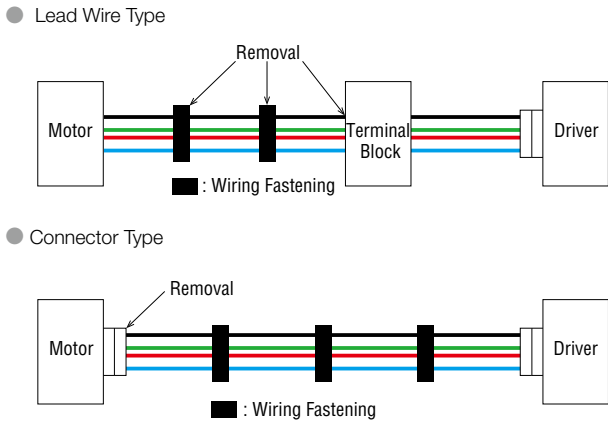 Lead Wire Type
Removal
Motor
Terminal
Block
Driver
: Wiring Fastening
Connector Type
Removal
Motor
Driver
: Wiring Fastening